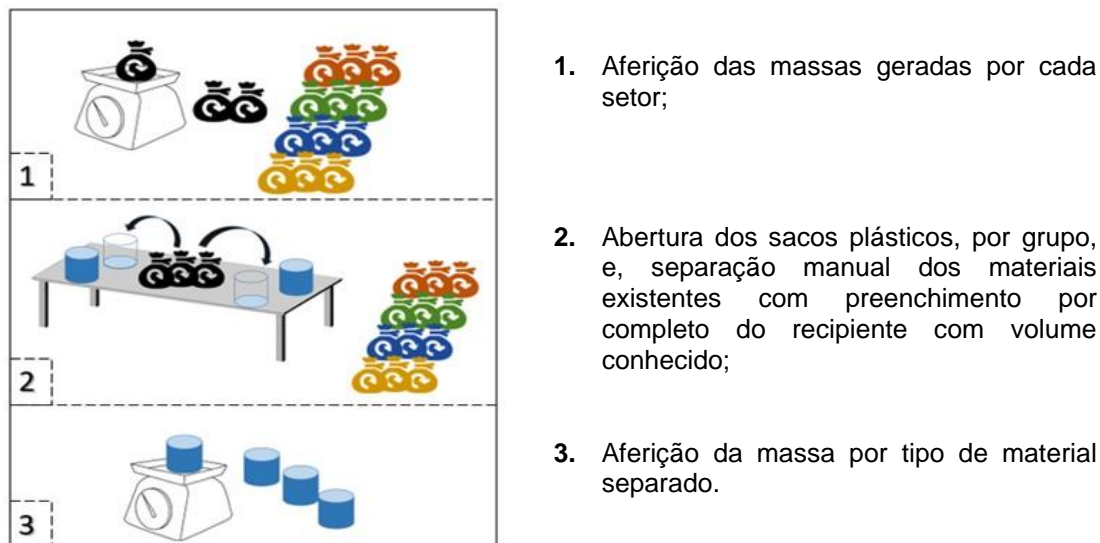 1
1. Aferição das massas geradas por cada
setor;
2
2. Abertura dos sacos plásticos, por grupo,
e, separação manual dos materiais
existentes com preenchimento por
completo do recipiente com volume
conhecido;
3
3. Aferição da massa por tipo de material
separado.